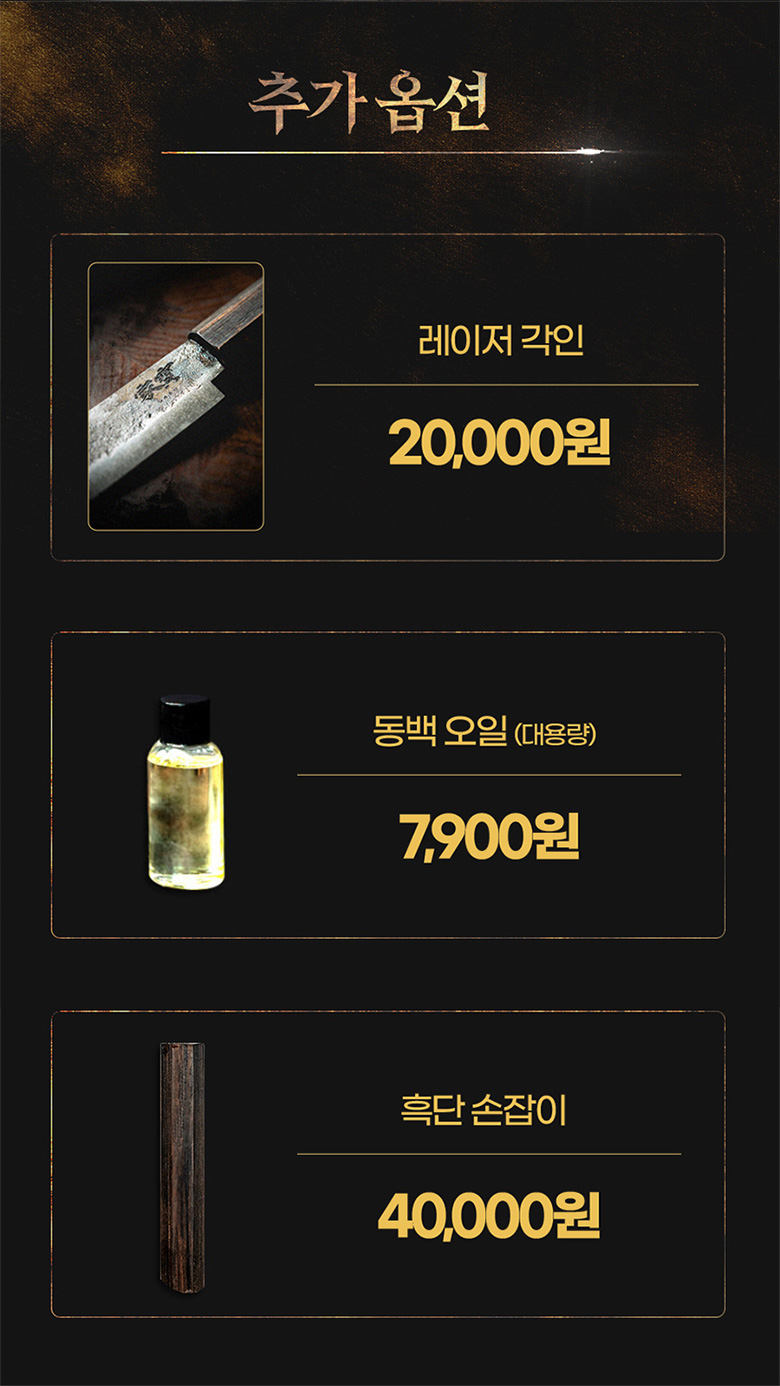 추가 옵션
레이저 각인
20,000원
동백 오일 (대용량)
7,900원
흑단 손잡이
40,000원